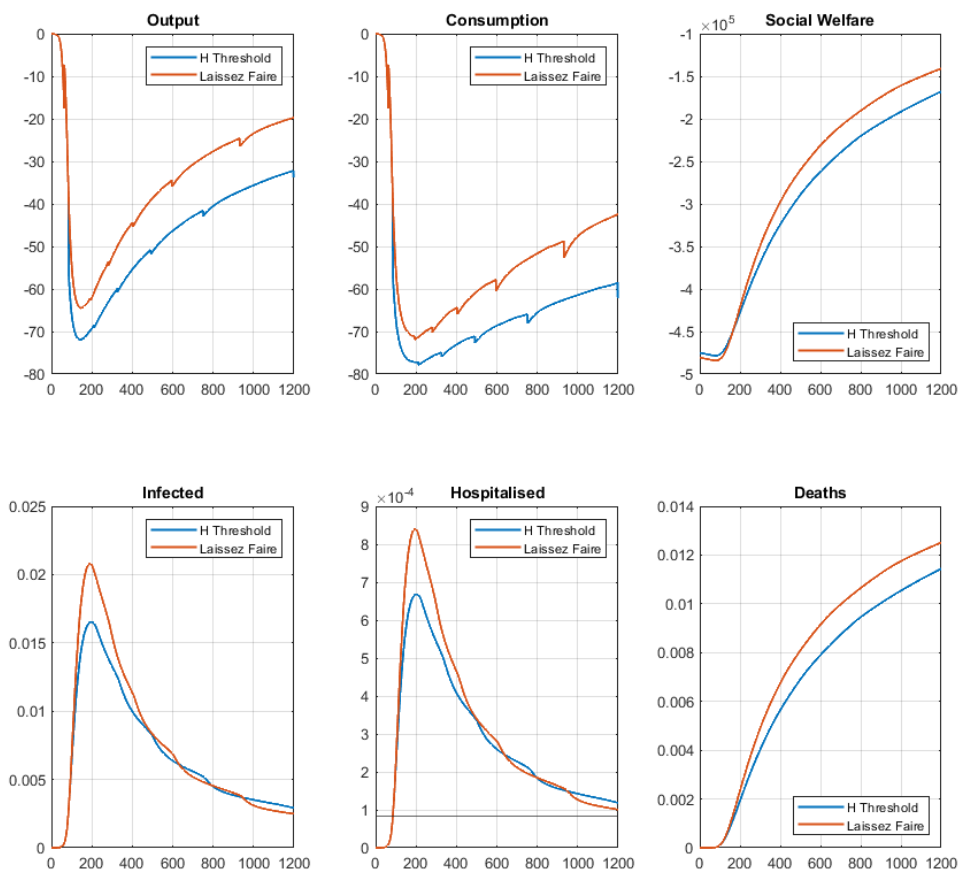 Output
0
-10
-20
-30
-40
-50
-60
-70
-80
0 200 400 600 800 1000 1200
H Threshold
Laissez Faire
Consumption
0
-10
-20
-30
-40
-50
-60
-70
-80
0 200 400 600 800 1000 1200
H Threshold
Laissez Faire
Social Welfare
×10^5
-1
-1.5
-2
-2.5
-3
-3.5
-4
-4.5
-5
0 200 400 600 800 1000 1200
H Threshold
Laissez Faire
Infected
0.025
0.02
0.015
0.01
0.005
0
0 200 400 600 800 1000 1200
H Threshold
Laissez Faire
Hospitalised
×10^-4
9
8
7
6
5
4
3
2
1
0
0 200 400 600 800 1000 1200
H Threshold
Laissez Faire
Deaths
0.014
0.012
0.01
0.008
0.006
0.004
0.002
0
0 200 400 600 800 1000 1200
H Threshold
Laissez Faire